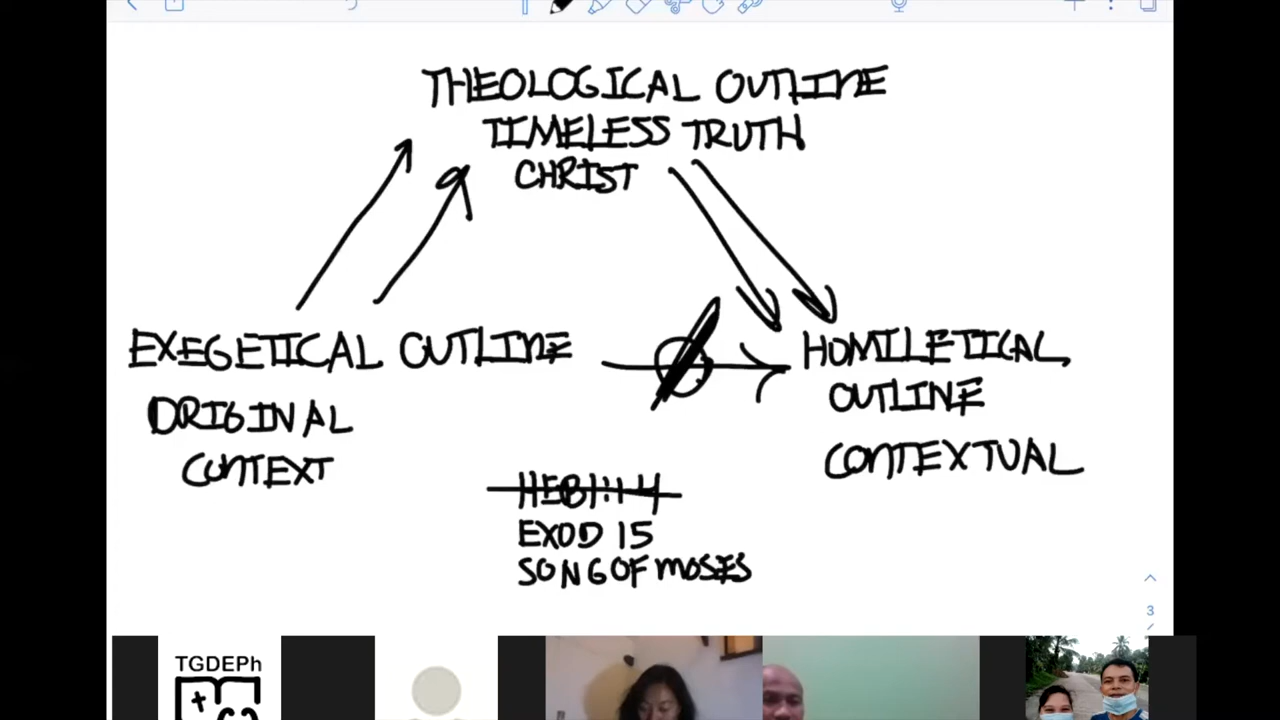 THEOLOGICAL OUTLINE
TIMELESS TRUTH
CHRIST
EXEGETICAL OUTLINE
ORIGINAL
CONTEXT
HOMILETICAL
OUTLINE
CONTEXTUAL
HEB 1:1-4
EXOD 15
SONG OF MOSES
3
TGDEPh